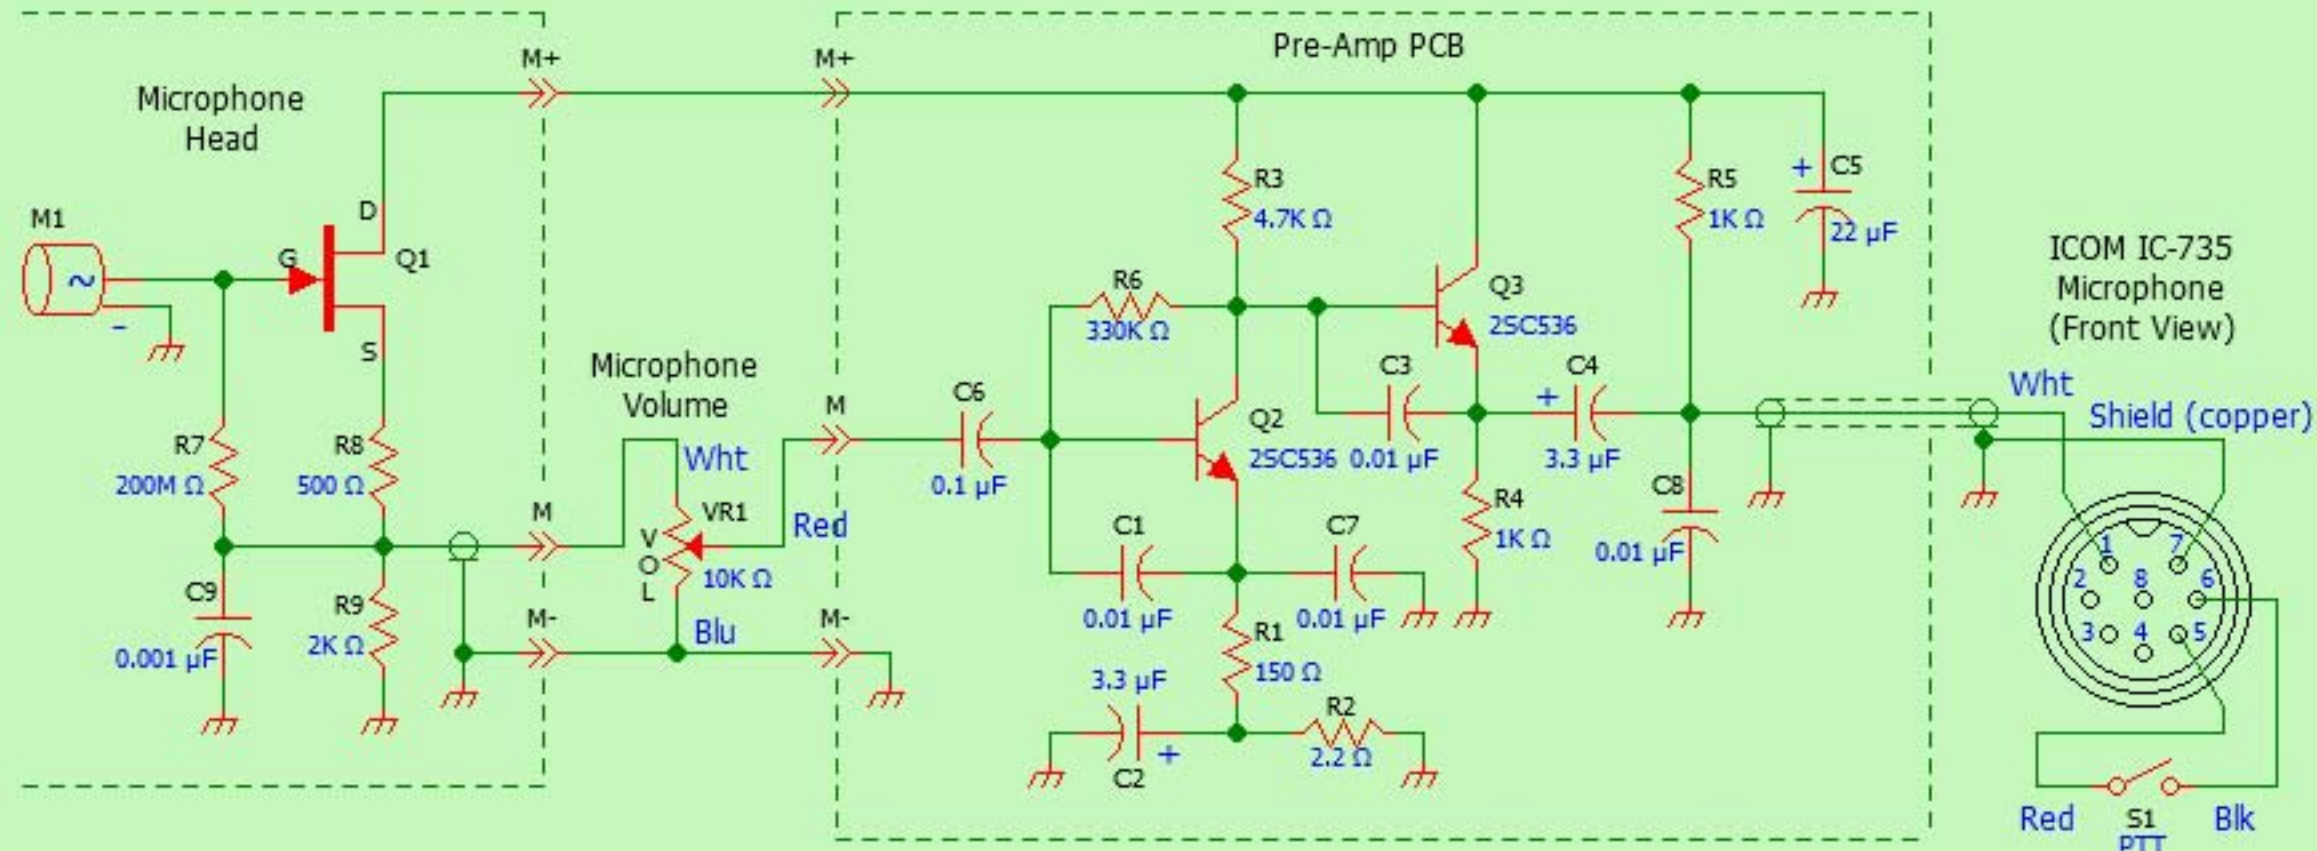 Microphone
Head
M1
~
-
G
D
Q1
S
R7
200M Ω
R8
500 Ω
C9
0.001 µF
R9
2K Ω
M+
M
M-
Microphone
Volume
Wht
VR1
VOL
10K Ω
Red
Blu
M+
M
M-
Pre-Amp PCB
C6
0.1 µF
R3
4.7K Ω
R6
330K Ω
Q2
2SC536
C1
0.01 µF
C7
0.01 µF
R1
150 Ω
3.3 µF
C2
+
R2
2.2 Ω
Q3
2SC536
C3
0.01 µF
+
C4
3.3 µF
R4
1K Ω
R5
1K Ω
+
C5
22 µF
C8
0.01 µF
ICOM IC-735
Microphone
(Front View)
Wht
Shield (copper)
1
7
2
8
6
3
4
5
Red
S1
PTT
Blk